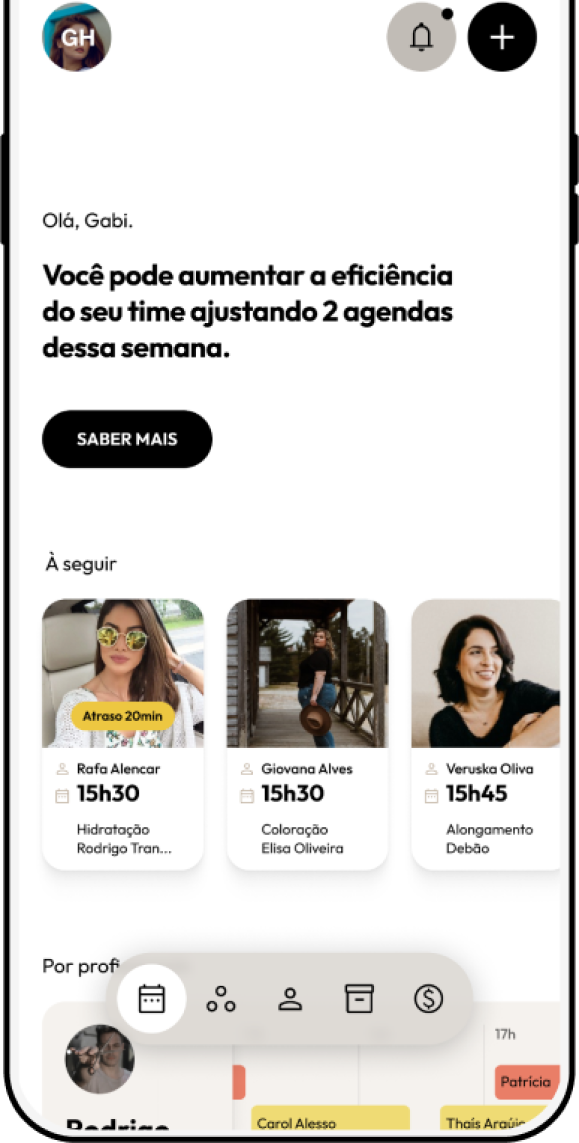 GH
Olá, Gabi.
Você pode aumentar a eficiência
do seu time ajustando 2 agendas
dessa semana.
SABER MAIS
À seguir
Atraso 20min
Rafa Alencar
15h30
Hidratação
Rodrigo Tran...
Giovana Alves
15h30
Coloração
Elisa Oliveira
Veruska Oliva
15h45
Alongamento
Debão
Por profi
17h
Patrícia
Rodrigo
Carol Alesso
Thaís Araúj